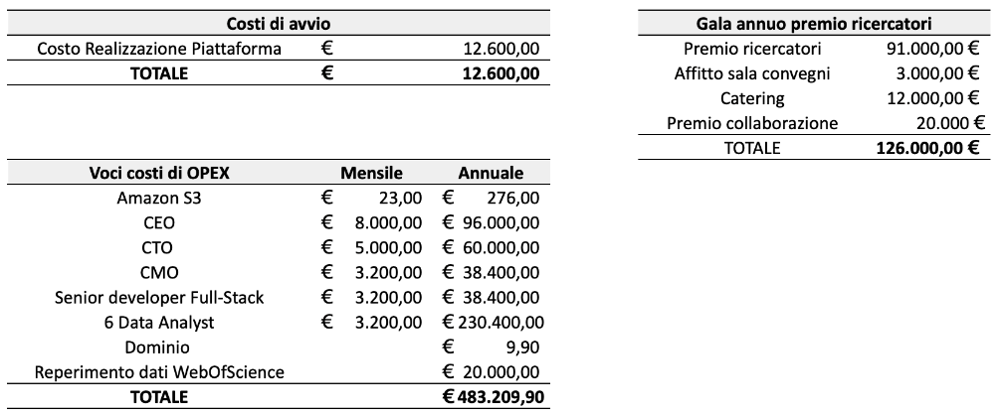 Costi di avvio
Costo Realizzazione Piattaforma € 12.600,00
TOTALE € 12.600,00
Gala annuo premio ricercatori
Premio ricercatori 91.000,00 €
Affitto sala convegni 3.000,00 €
Catering 12.000,00 €
Premio collaborazione 20.000 €
TOTALE 126.000,00 €
Voci costi di OPEX Mensile Annuale
Amazon S3 € 23,00 € 276,00
CEO € 8.000,00 € 96.000,00
CTO € 5.000,00 € 60.000,00
CMO € 3.200,00 € 38.400,00
Senior developer Full-Stack € 3.200,00 € 38.400,00
6 Data Analyst € 3.200,00 € 230.400,00
Dominio € 9,90
Reperimento dati WebOfScience € 20.000,00
TOTALE € 483.209,90